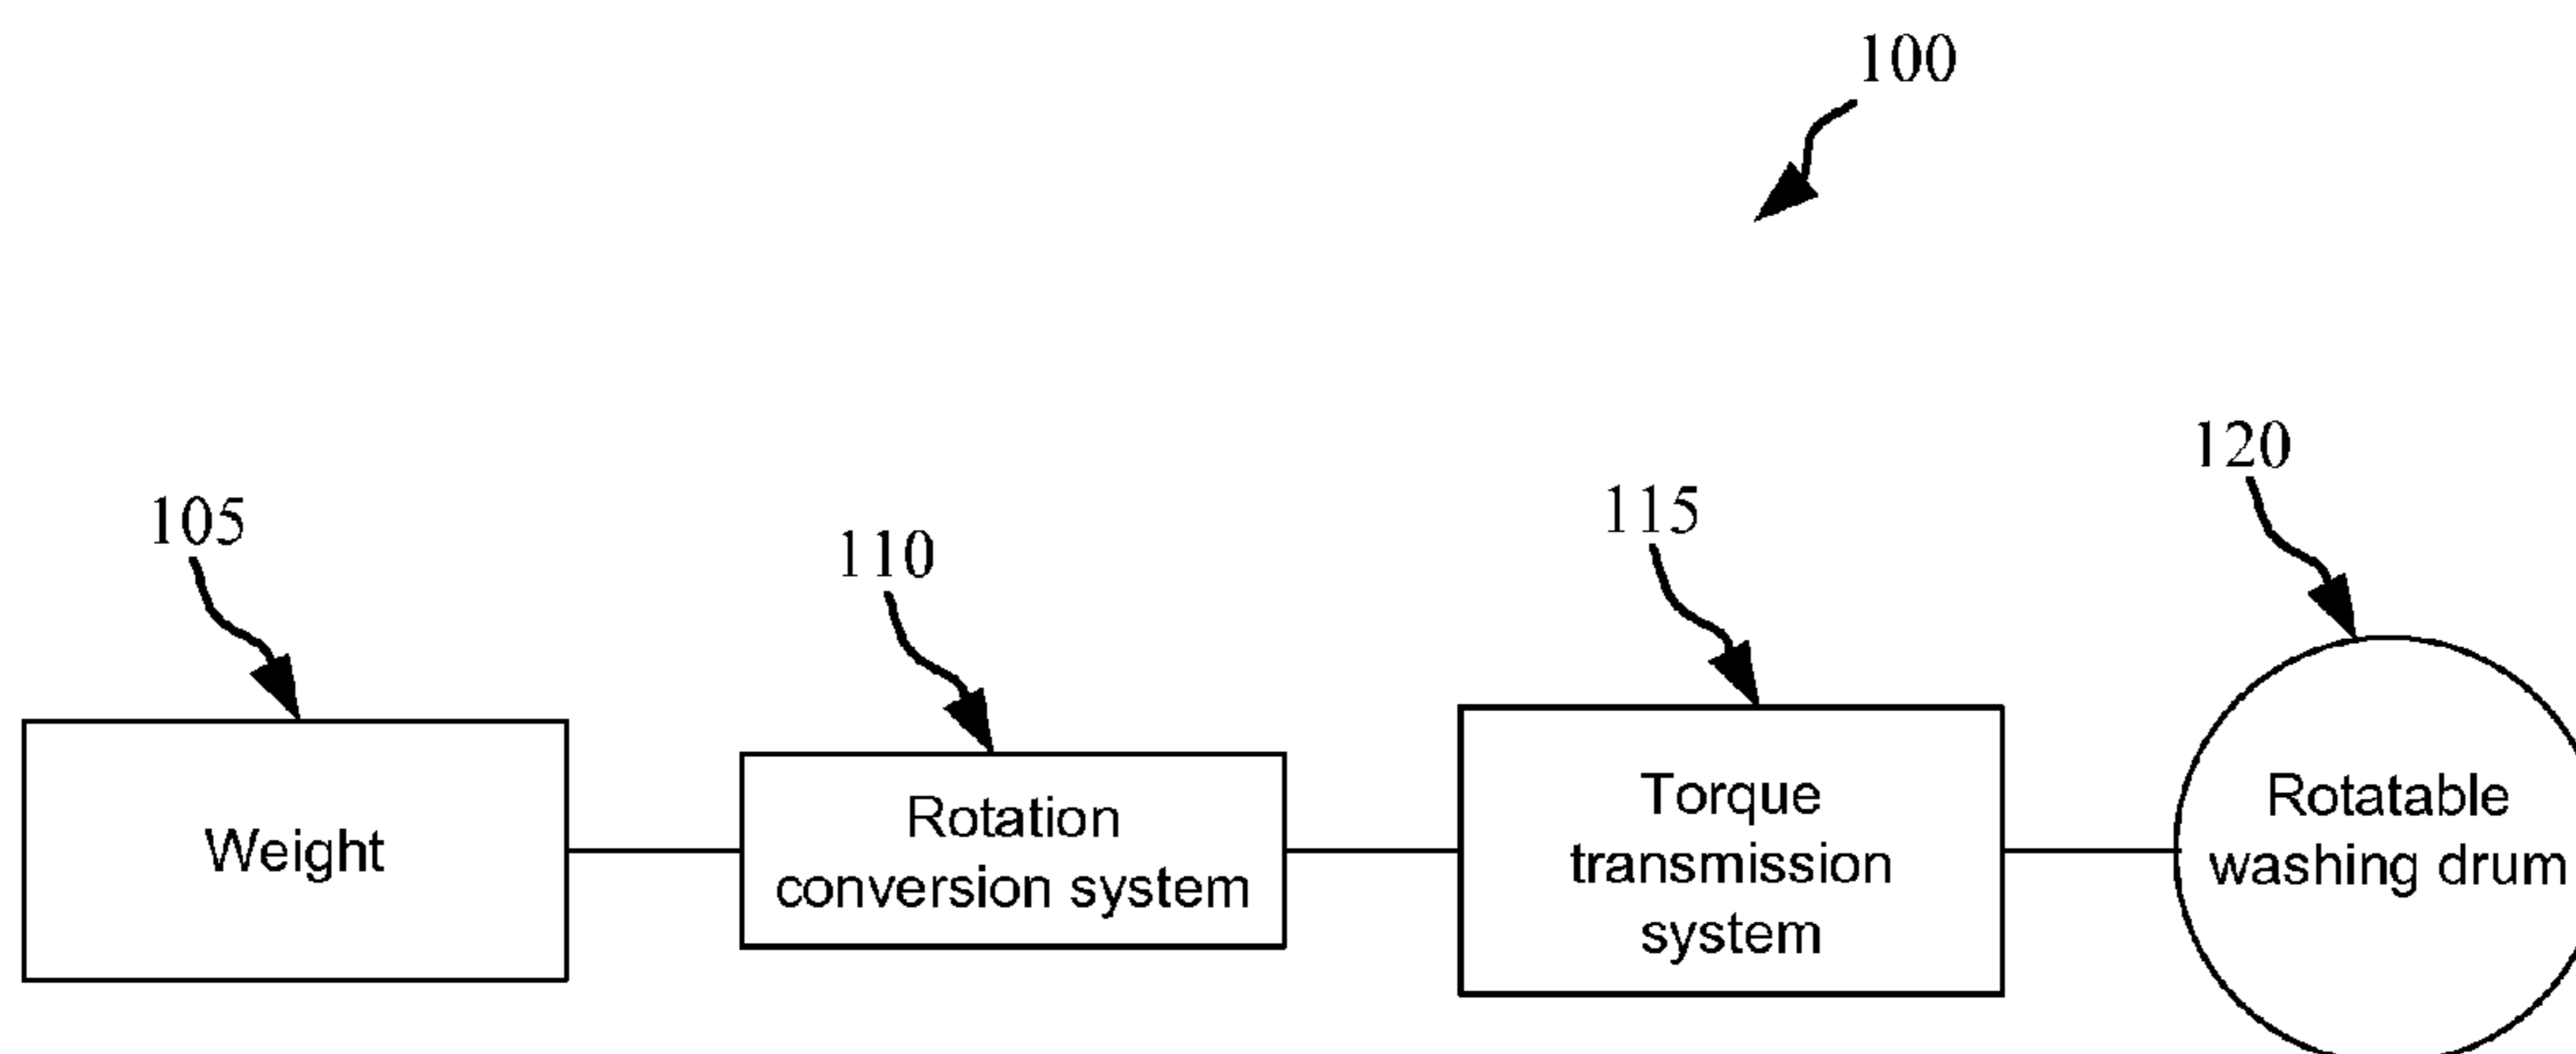 100
120
115
105
110
Weight
Rotation
conversion system
Torque
transmission
system
Rotatable
washing drum